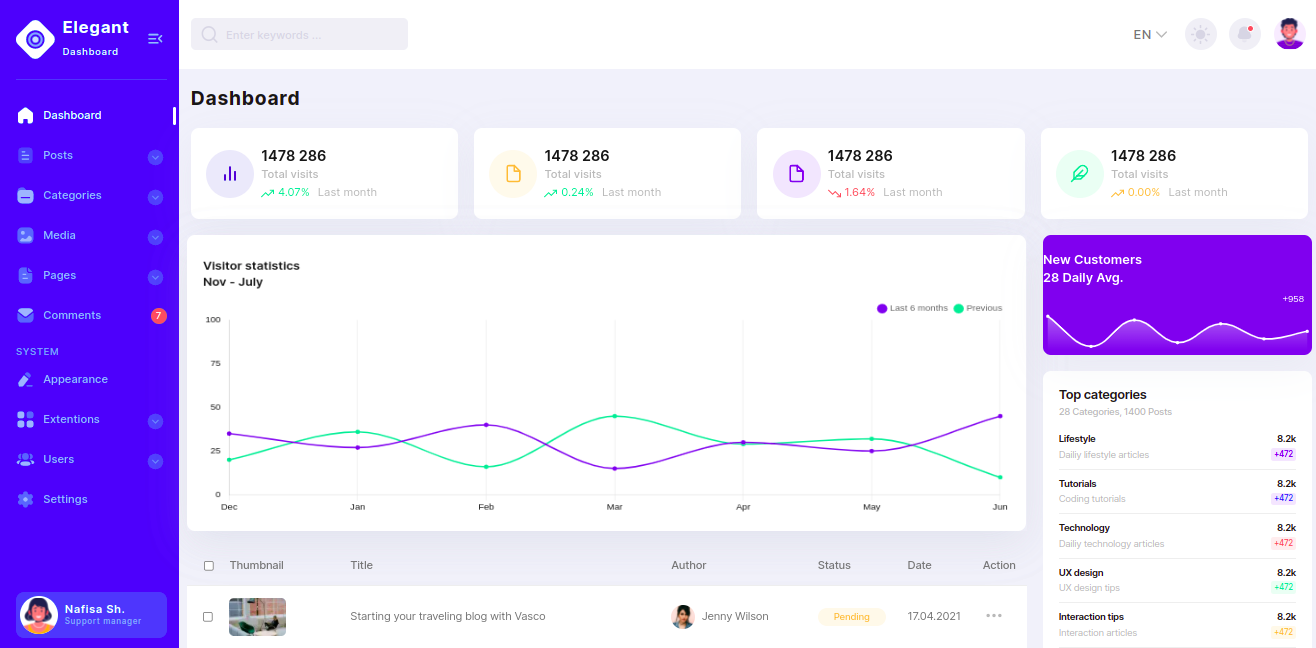 Elegant
Dashboard
Dashboard
Posts
Categories
Media
Pages
Comments
7
SYSTEM
Appearance
Extentions
Users
Settings
Nafisa Sh.
Support manager
Enter keywords ...
EN
Dashboard
1478 286
Total visits
4.07% Last month
1478 286
Total visits
0.24% Last month
1478 286
Total visits
1.64% Last month
1478 286
Total visits
0.00% Last month
Visitor statistics
Nov - July
Last 6 months Previous
100
75
50
25
0
Dec Jan Feb Mar Apr May Jun
Thumbnail Title Author Status Date Action
Starting your traveling blog with Vasco Jenny Wilson Pending 17.04.2021
New Customers
28 Daily Avg.
+958
Top categories
28 Categories, 1400 Posts
Lifestyle 8.2k
Dailiy lifestyle articles +472
Tutorials 8.2k
Coding tutorials +472
Technology 8.2k
Dailiy technology articles +472
UX design 8.2k
UX design tips +472
Interaction tips 8.2k
Interaction articles +472